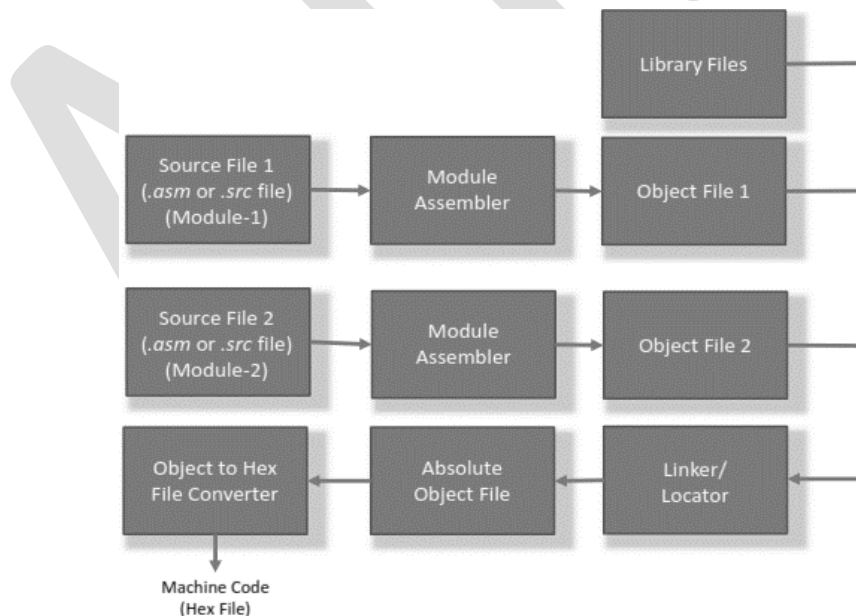 Library Files
Source File 1
(.asm or .src file)
(Module-1)
Module
Assembler
Object File 1
Source File 2
(.asm or .src file)
(Module-2)
Module
Assembler
Object File 2
Object to Hex
File Converter
Absolute
Object File
Linker/
Locator
Machine Code
(Hex File)